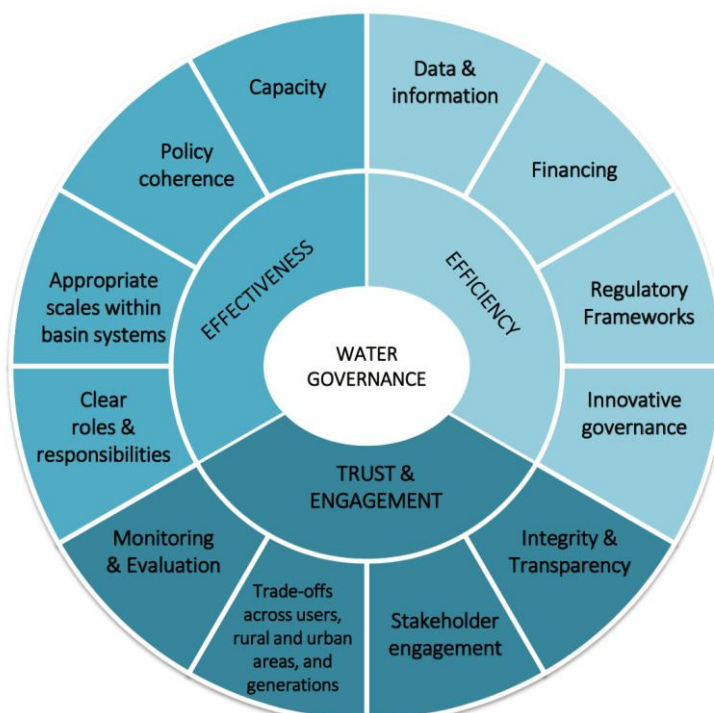 Capacity
Data &
information
Policy
coherence
Financing
Appropriate
scales within
basin systems
Regulatory
Frameworks
Clear
roles &
responsibilities
Innovative
governance
Monitoring
& Evaluation
Trade-offs
across users,
rural and urban
areas, and
generations
Stakeholder
engagement
Integrity &
Transparency
EFFECTIVENESS
EFFICIENCY
TRUST &
ENGAGEMENT
WATER
GOVERNANCE